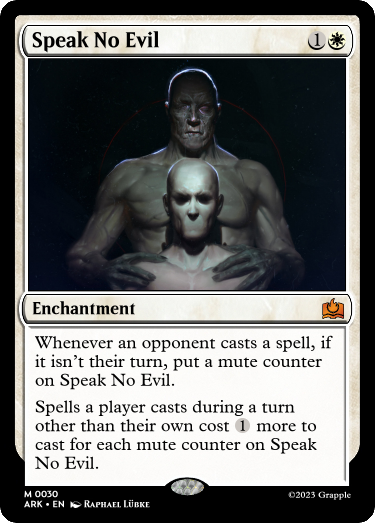 Speak No Evil 1
Enchantment
Whenever an opponent casts a spell, if
it isn't their turn, put a mute counter
on Speak No Evil.
Spells a player casts during a turn
other than their own cost 1 more to
cast for each mute counter on Speak
No Evil.
M 0030
ARK • EN Raphael Lübke
©2023 Grapple